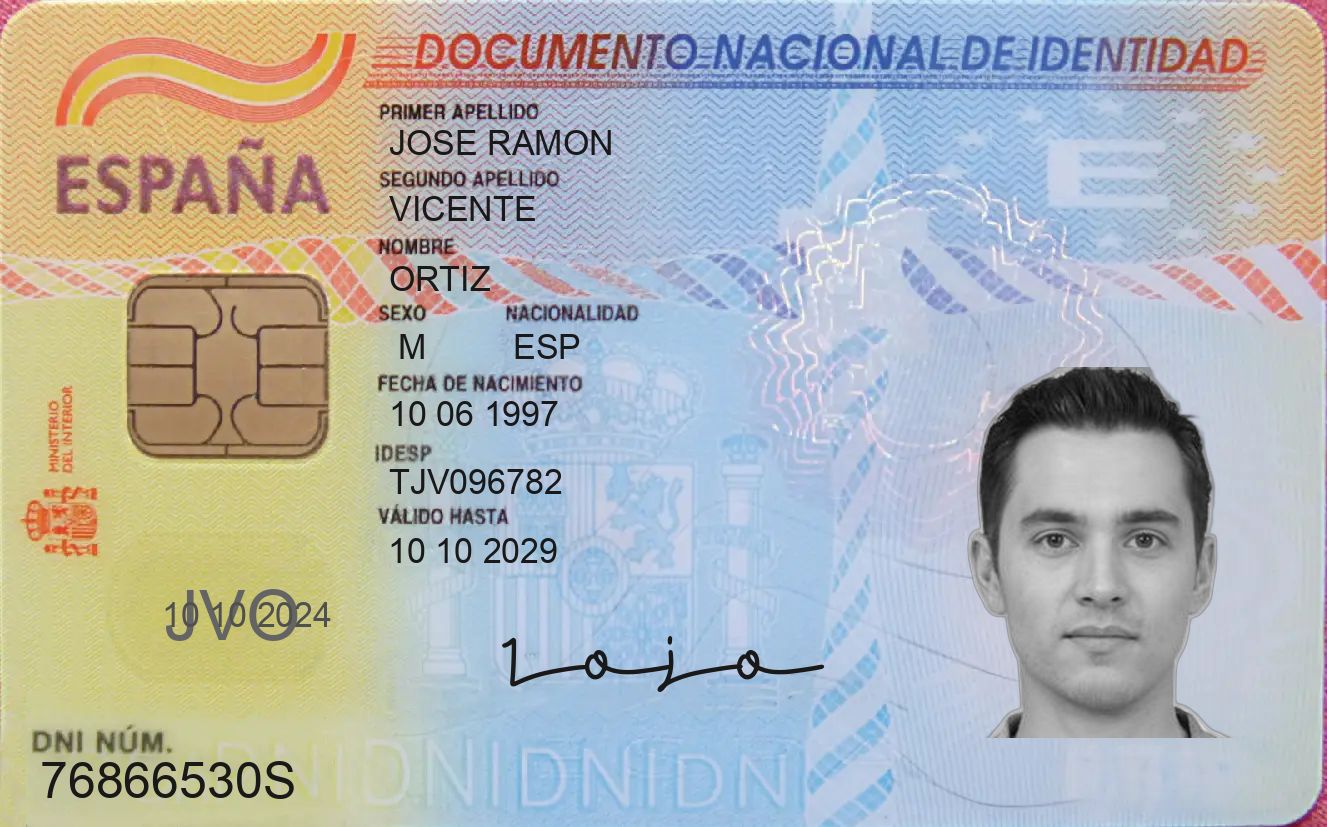 DOCUMENTO NACIONAL DE IDENTIDAD
ESPAÑA
PRIMER APELLIDO
JOSE RAMON
SEGUNDO APELLIDO
VICENTE
NOMBRE
ORTIZ
SEXO NACIONALIDAD
M ESP
FECHA DE NACIMIENTO
10 06 1997
IDESP
TJV096782
VÁLIDO HASTA
10 10 2029
MINISTERIO
DEL INTERIOR
E
10 10 2024
JVO
DNI NÚM.
76866530S
DNIDNIDNIDN